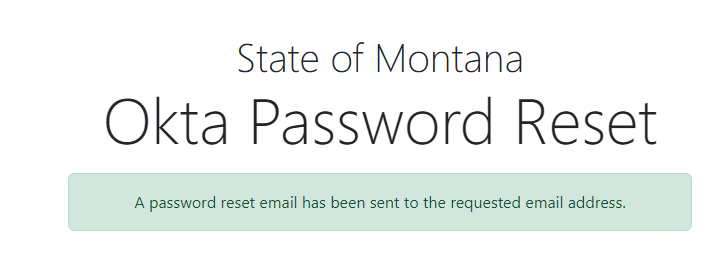 State of Montana
Okta Password Reset
A password reset email has been sent to the requested email address.